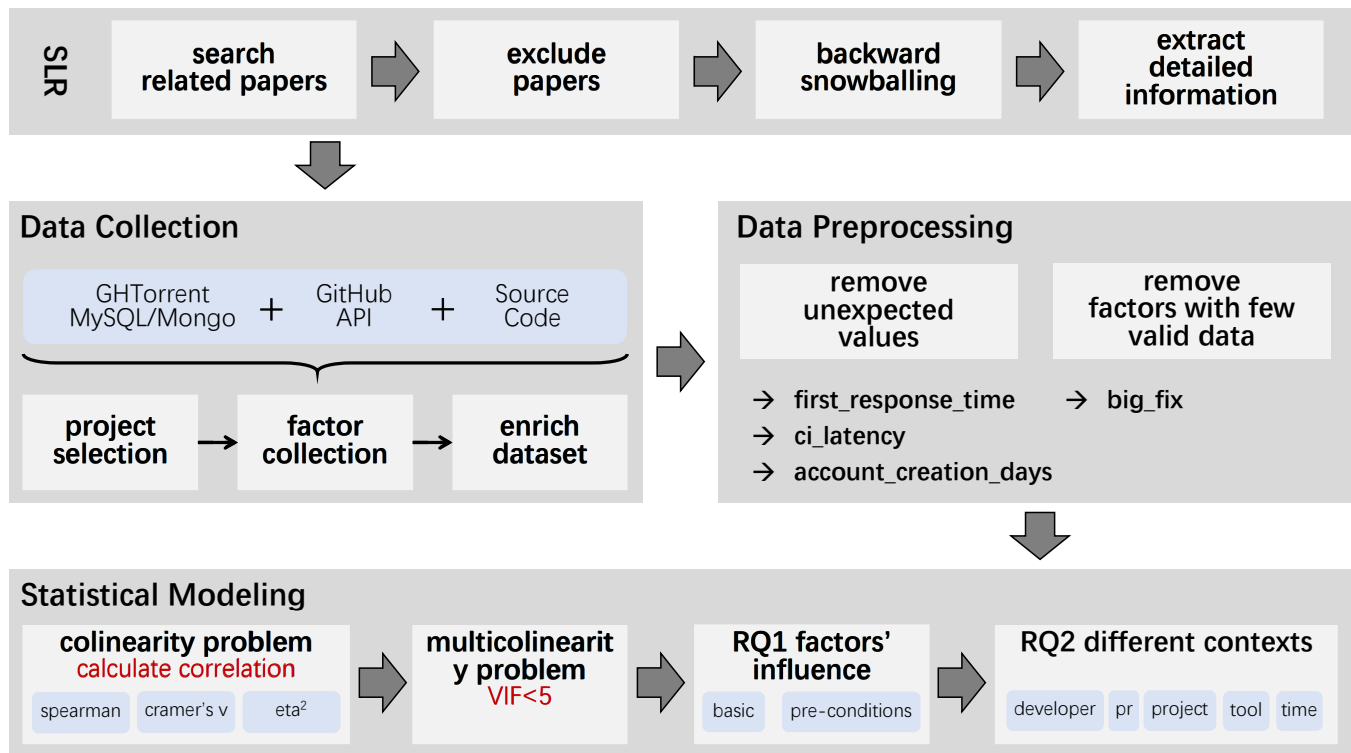 SLR
search
related papers
exclude
papers
backward
snowballing
extract
detailed
information
Data Collection
GHTorrent
MySQL/Mongo
+
GitHub
API
+
Source
Code
project
selection
factor
collection
enrich
dataset
Data Preprocessing
remove
unexpected
values
remove
factors with few
valid data
→ first_response_time
→ ci_latency
→ account_creation_days
→ big_fix
Statistical Modeling
colinearity problem
calculate correlation
spearman
cramer's v
eta²
multicolinearit
y problem
VIF<5
RQ1 factors'
influence
basic
pre-conditions
RQ2 different contexts
developer
pr
project
tool
time